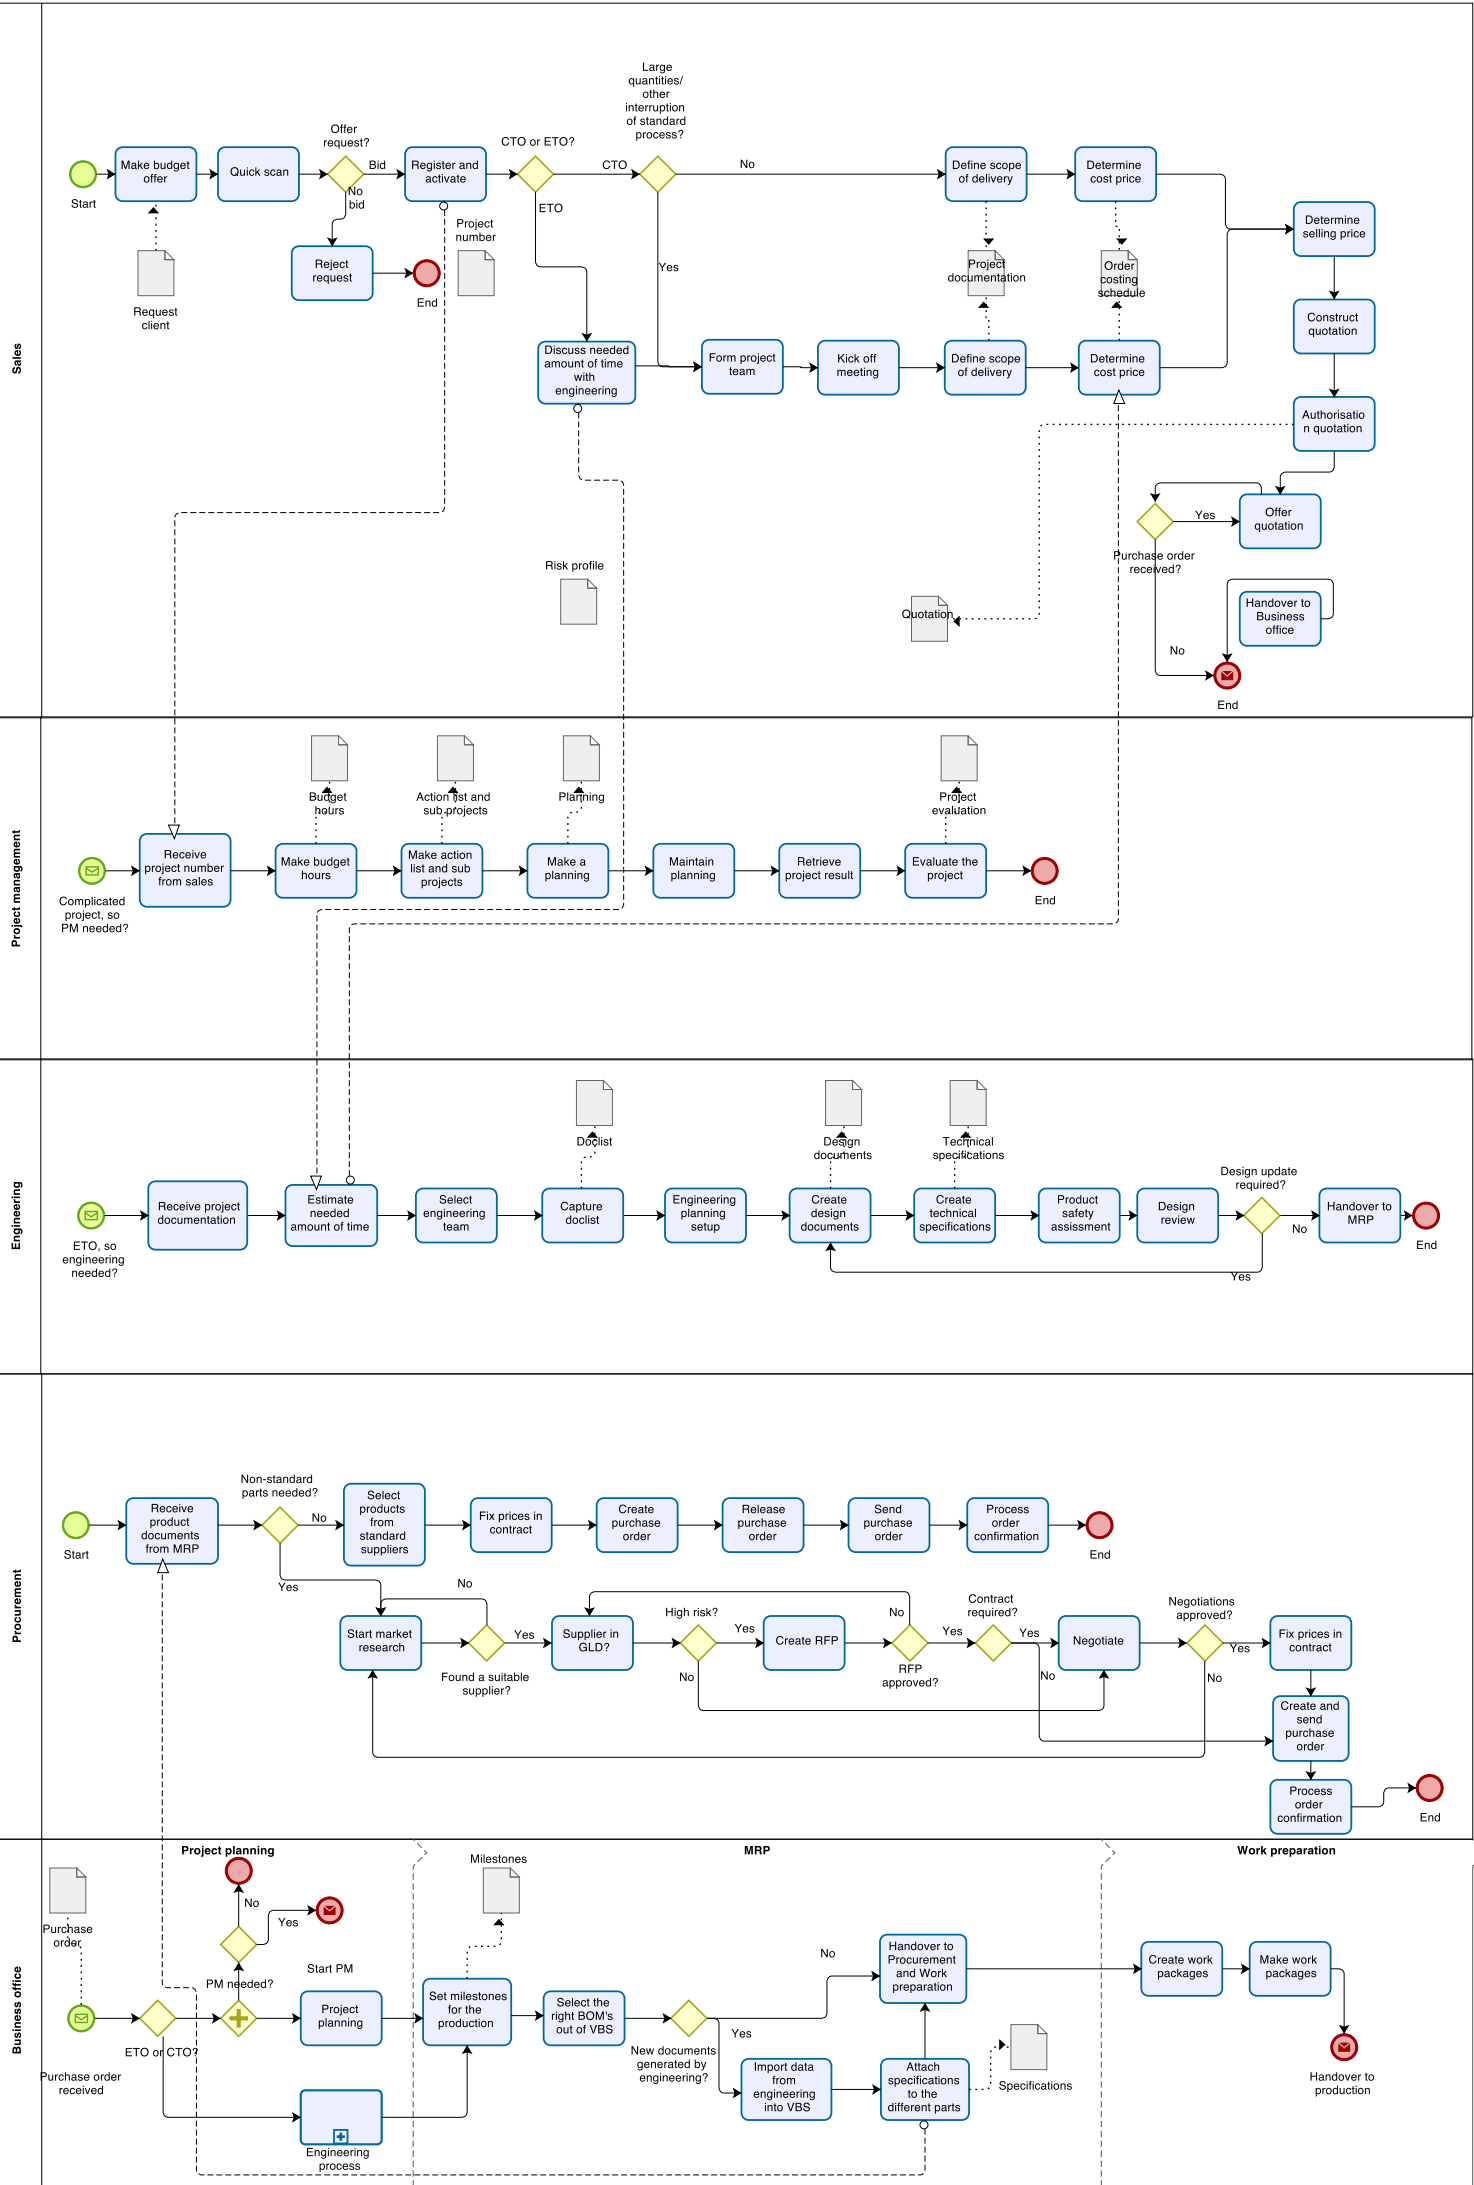 Sales
Large
quantities/
other
interruption
of standard
process?
Offer
request?
CTO or ETO?
Start
Make budget
offer
Quick scan
Bid
No
bid
Register and
activate
CTO
ETO
No
Yes
Define scope
of delivery
Determine
cost price
Determine
selling price
Request
client
Reject
request
End
Project
number
Project
documentation
Order
costing
schedule
Construct
quotation
Discuss needed
amount of time
with
engineering
Form project
team
Kick off
meeting
Define scope
of delivery
Determine
cost price
Authorisatio
n quotation
Offer
quotation
Yes
Purchase order
received?
Risk profile
Quotation
Handover to
Business
office
No
End
Project management
Budget
hours
Action list and
sub projects
Planning
Project
evaluation
Complicated
project, so
PM needed?
Receive
project number
from sales
Make budget
hours
Make action
list and sub
projects
Make a
planning
Maintain
planning
Retrieve
project result
Evaluate the
project
End
Engineering
Doclist
Design
documents
Technical
specifications
Design update
required?
ETO, so
engineering
needed?
Receive project
documentation
Estimate
needed
amount of time
Select
engineering
team
Capture
doclist
Engineering
planning
setup
Create
design
documents
Create
technical
specifications
Product
safety
assissment
Design
review
No
Yes
Handover to
MRP
End
Procurement
Start
Receive
product
documents
from MRP
Non-standard
parts needed?
No
Yes
Select
products
from
standard
suppliers
Fix prices in
contract
Create
purchase
order
Release
purchase
order
Send
purchase
order
Process
order
confirmation
End
Start market
research
No
Yes
Found a suitable
supplier?
Supplier in
GLD?
High risk?
Yes
No
Create RFP
No
RFP
approved?
Yes
Contract
required?
Yes
No
Negotiate
Negotiations
approved?
Yes
No
Fix prices in
contract
Create and
send
purchase
order
Process
order
confirmation
End
Business office
Project planning
MRP
Work preparation
Purchase
order
No
Yes
PM needed?
Start PM
Milestones
Purchase order
received
ETO or CTO?
Project
planning
Engineering
process
Set milestones
for the
production
Select the
right BOM's
out of VBS
New documents
generated by
engineering?
No
Yes
Import data
from
engineering
into VBS
Handover to
Procurement
and Work
preparation
Attach
specifications
to the
different parts
Specifications
Create work
packages
Make work
packages
Handover to
production